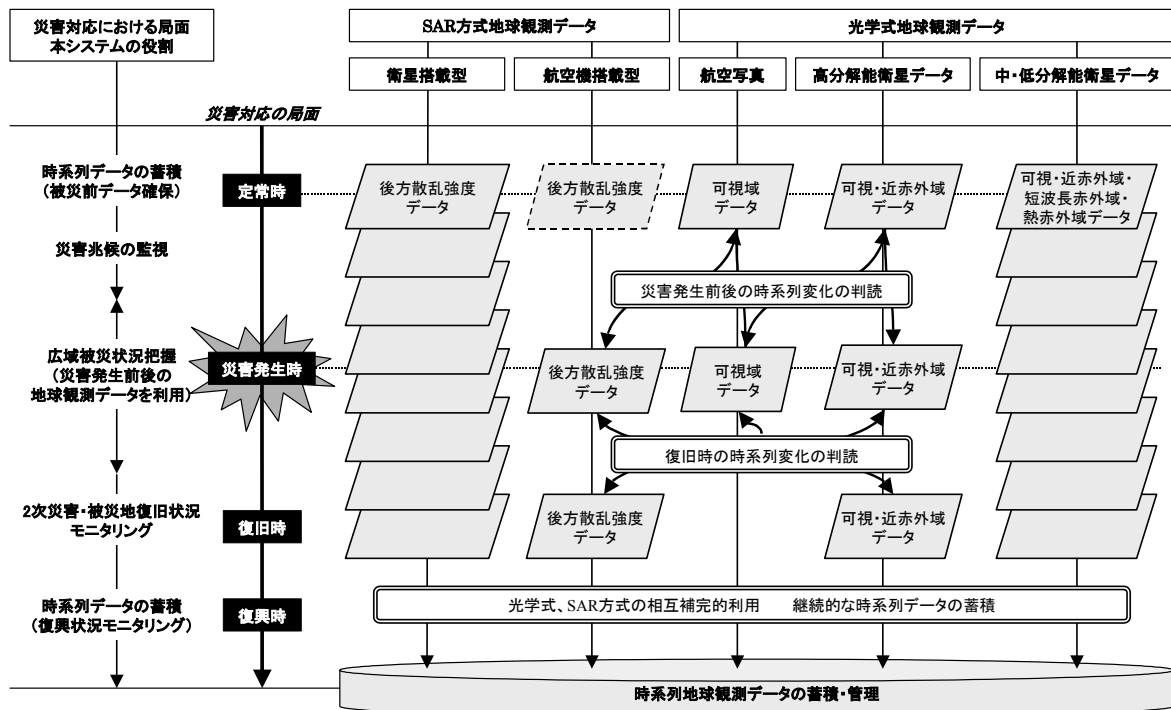 災害対応における局面
本システムの役割
SAR方式地球観測データ
光学式地球観測データ
衛星搭載型
航空機搭載型
航空写真
高分解能衛星データ
中・低分解能衛星データ
災害対応の局面
時系列データの蓄積
（被災前データ確保）
定常時
後方散乱強度
データ
後方散乱強度
データ
可視域
データ
可視・近赤外域
データ
可視・近赤外域・
短波長赤外域・
熱赤外域データ
災害兆候の監視
災害発生前後の時系列変化の判読
広域被災状況把握
（災害発生前後の
地球観測データを利用）
災害発生時
後方散乱強度
データ
可視域
データ
可視・近赤外域
データ
復旧時の時系列変化の判読
2次災害・被災地復旧状況
モニタリング
復旧時
後方散乱強度
データ
可視・近赤外域
データ
時系列データの蓄積
（復興状況モニタリング）
復興時
光学式、SAR方式の相互補完的利用　　継続的な時系列データの蓄積
時系列地球観測データの蓄積・管理